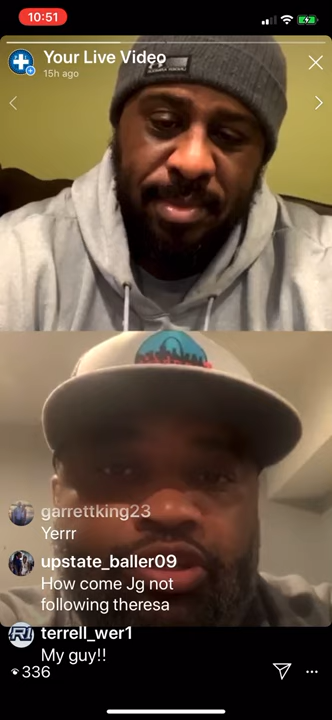 10:51
Your Live Video
15h ago
garrettking23
Yerrr
upstate_baller09
How come Jg not
following theresa
terrell_wer1
My guy!!
336